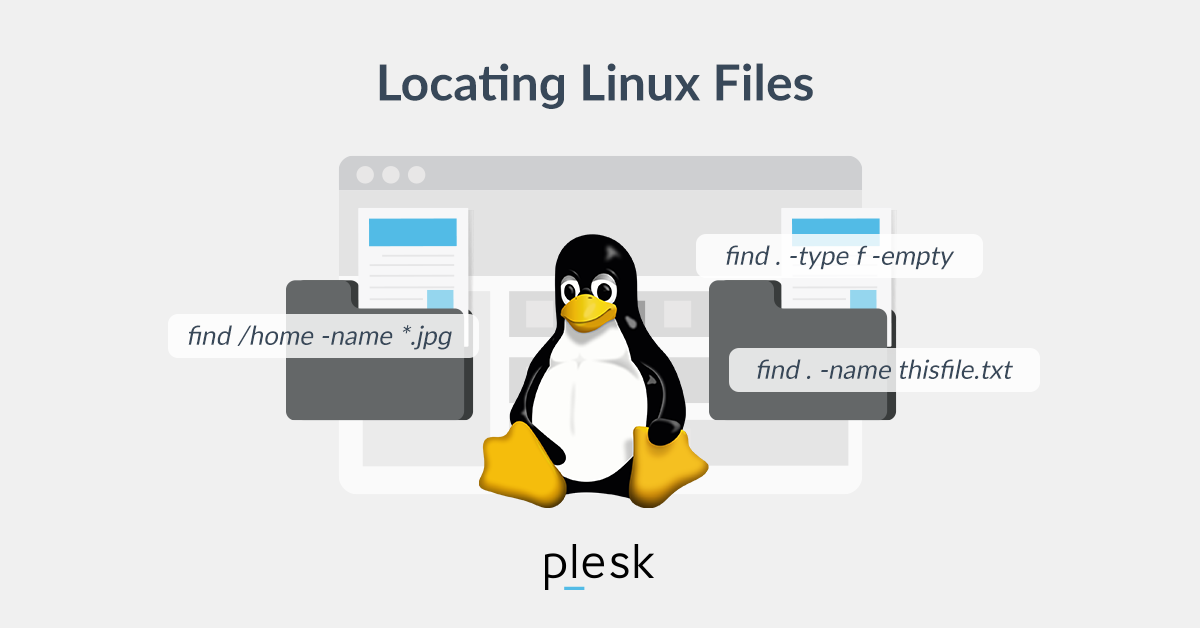 Locating Linux Files
find . -type f -empty
find /home -name *.jpg
find . -name thisfile.txt
plesk